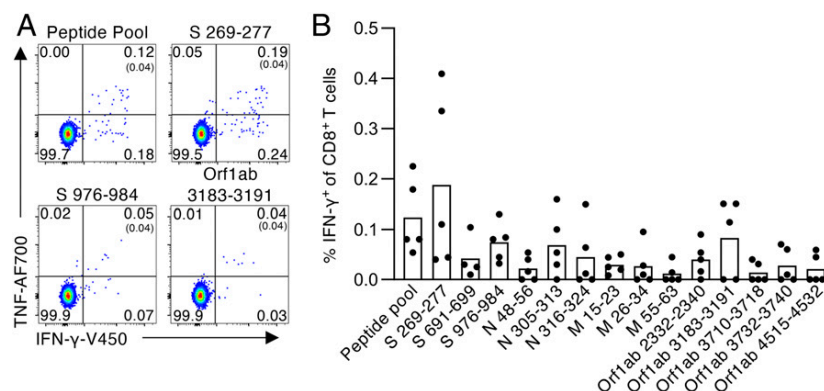 A
Peptide Pool
0.00
0.12
(0.04)
99.7
0.18
S 269-277
0.05
0.19
(0.04)
99.5
0.24
S 976-984
0.02
0.05
(0.04)
99.9
0.07
Orf1ab
3183-3191
0.01
0.04
(0.04)
99.9
0.03
TNF-AF700
IFN-γ-V450
B
% IFN-γ⁺ of CD8⁺ T cells
0.5
0.4
0.3
0.2
0.1
0.0
Peptide pool
S 269-277
S 691-699
S 976-984
N 48-56
N 305-313
N 316-324
M 15-23
M 26-34
M 55-63
Orf1ab 2332-2340
Orf1ab 3183-3191
Orf1ab 3710-3718
Orf1ab 3732-3740
Orf1ab 4515-4532